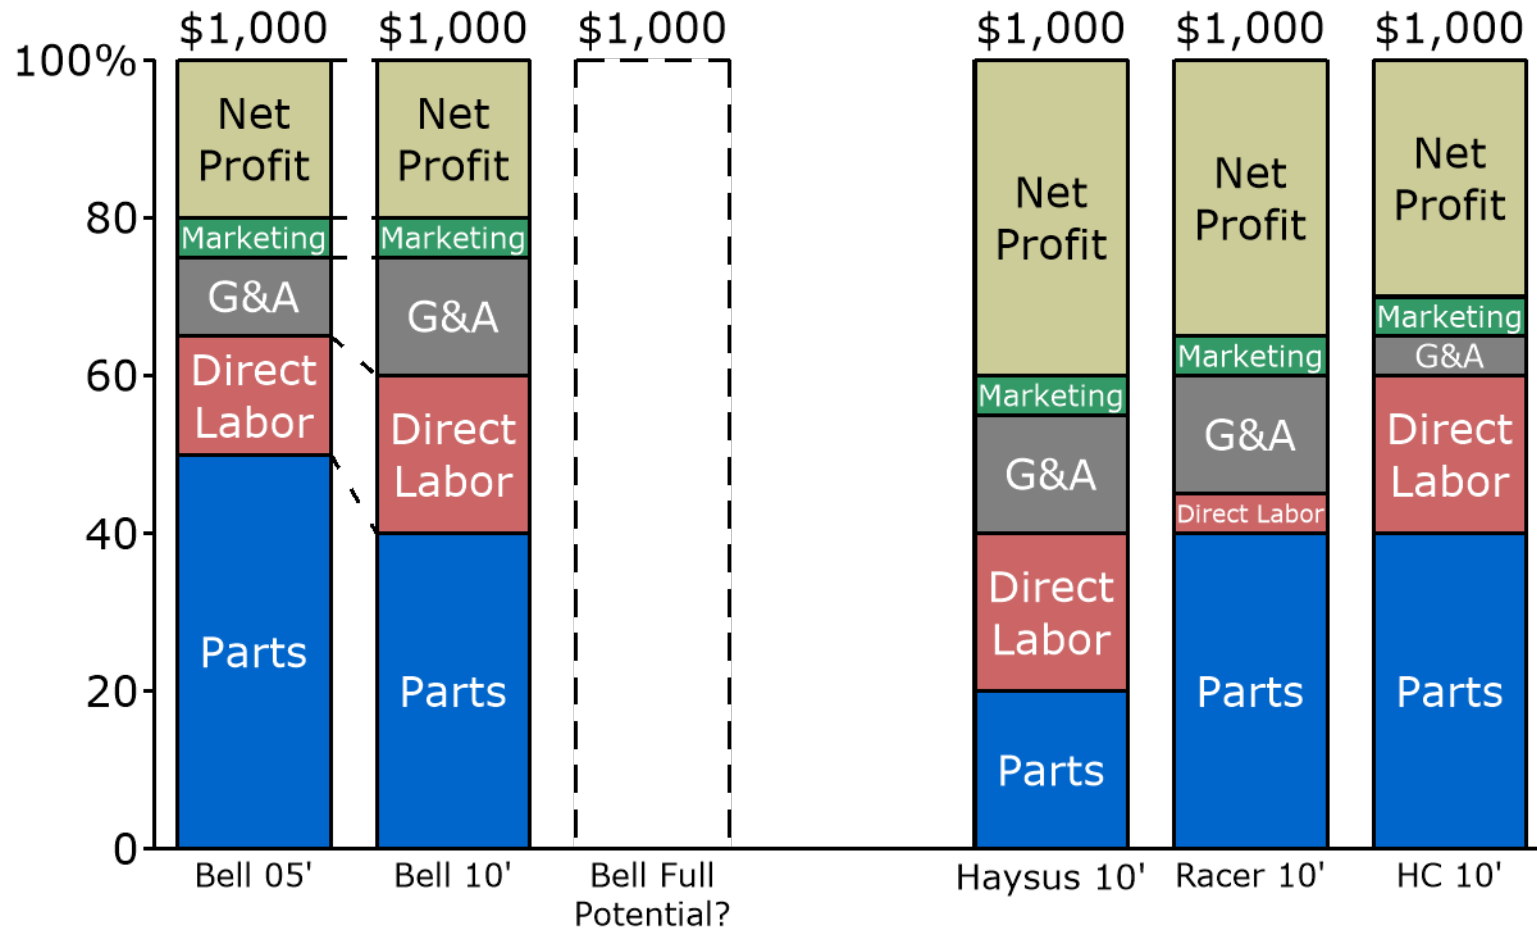 $1,000
$1,000
$1,000
$1,000
$1,000
$1,000
100%
80
60
40
20
0
Net
Profit
Marketing
G&A
Direct
Labor
Parts
Net
Profit
Marketing
G&A
Direct
Labor
Parts
Net
Profit
Marketing
G&A
Direct
Labor
Parts
Net
Profit
Marketing
G&A
Direct Labor
Parts
Net
Profit
Marketing
G&A
Direct
Labor
Parts
Bell 05'
Bell 10'
Bell Full
Potential?
Haysus 10'
Racer 10'
HC 10'